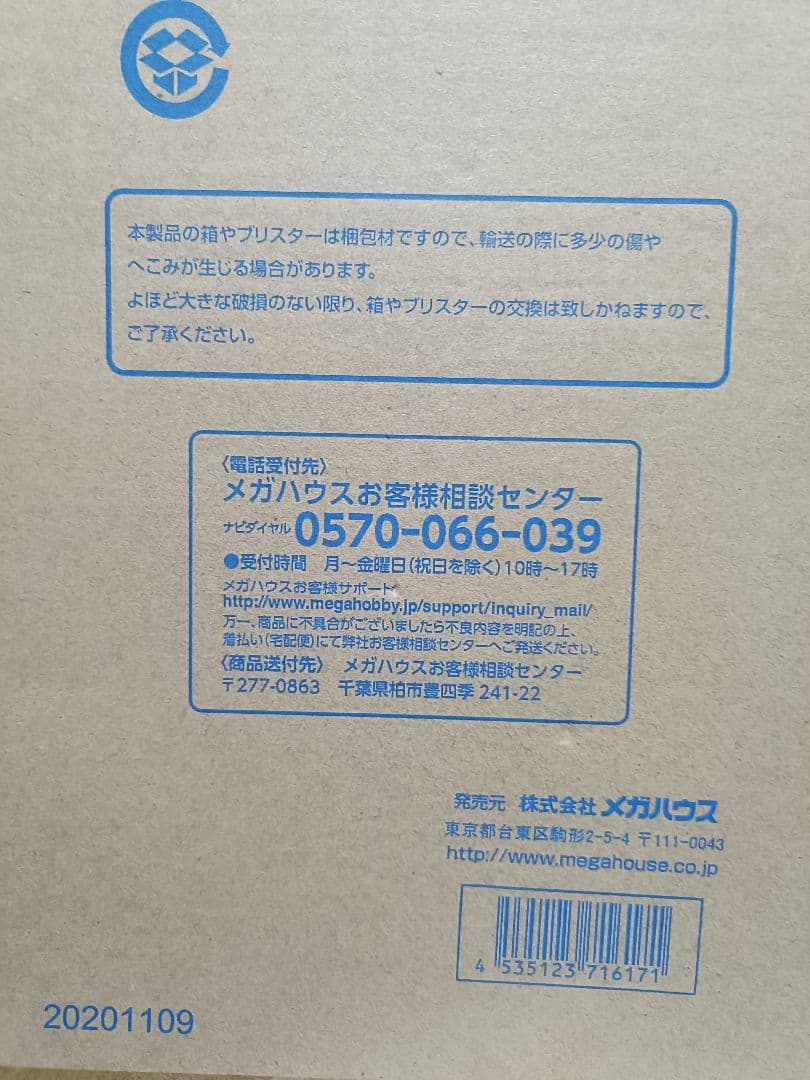 本製品の箱やブリスターは梱包材ですので、輸送の際に多少の傷や
へこみが生じる場合があります。
よほど大きな破損のない限り、箱やブリスターの交換は致しかねますので、
ご了承ください。
〈電話受付先〉
メガハウスお客様相談センター
ナビダイヤル 0570-066-039
●受付時間 月～金曜日(祝日を除く)10時～17時
メガハウスお客様サポート
http://www.megahobby.jp/support/inquiry_mail/
万一、商品に不具合がございましたら不良内容を明記の上、
着払い(宅配便)にて弊社お客様相談センターへご発送ください。
〈商品送付先〉 メガハウスお客様相談センター
〒277-0863 千葉県柏市豊四季 241-22
発売元 株式会社 メガハウス
東京都台東区駒形2-5-4 〒111-0043
http://www.megahouse.co.jp
4 535123 716171
20201109